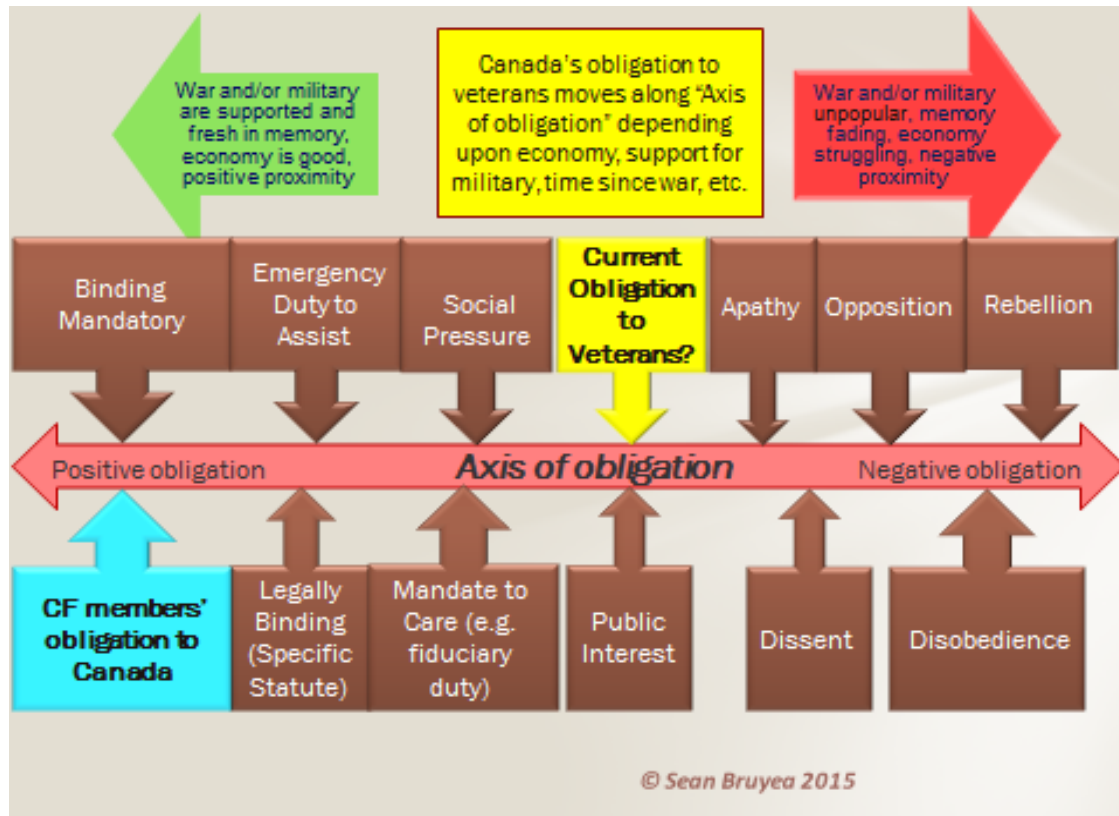 War and/or military
are supported and
fresh in memory,
economy is good,
positive proximity
Canada's obligation to
veterans moves along “Axis
of obligation” depending
upon economy, support for
military, time since war, etc.
War and/or military
unpopular, memory
fading, economy
struggling, negative
proximity
Binding
Mandatory
Emergency
Duty to
Assist
Social
Pressure
Current
Obligation
to
Veterans?
Apathy
Opposition
Rebellion
Positive obligation
Axis of obligation
Negative obligation
CF members’
obligation to
Canada
Legally
Binding
(Specific
Statute)
Mandate to
Care (e.g.
fiduciary
duty)
Public
Interest
Dissent
Disobedience
© Sean Bruyea 2015